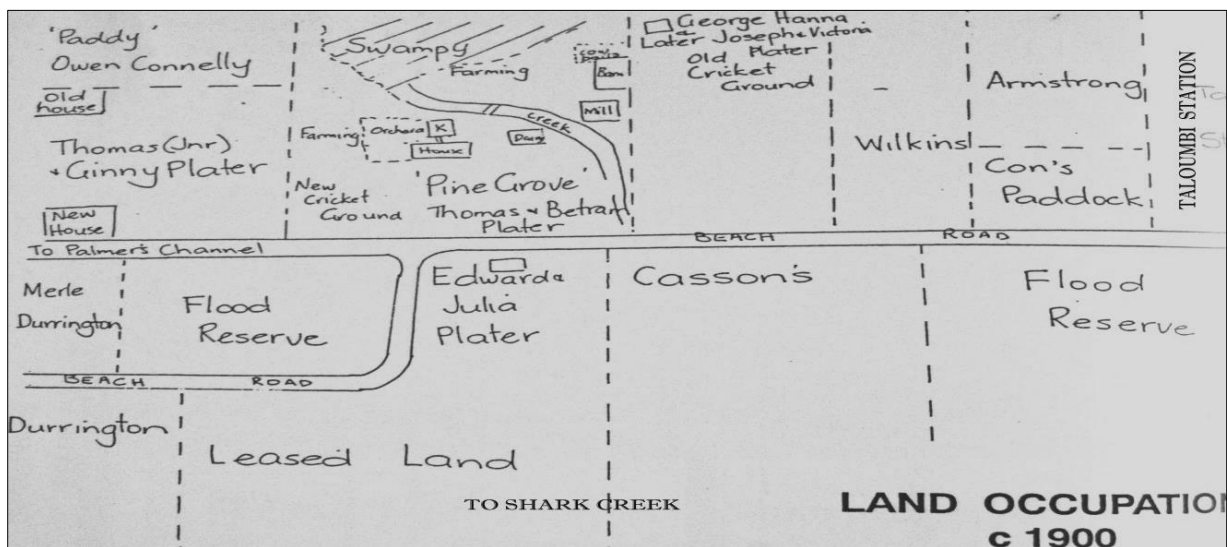 'Paddy'
Owen Connelly
Old
house
Thomas (Jnr)
+ Ginny Plater
New
House
Swampy
Farming
Barn
Mill
Creek
Dairy
Farming
Orchard
K
House
New
Cricket
Ground
'Pine Grove'
Thomas + Betram
Plater
George Hanna
Later Joseph + Victoria
Plater
Old
Cricket
Ground
Wilkins
Armstrong
Con's
Paddock
TALOUMBI STATION
To Palmer's Channel
BEACH ROAD
Merle
Durrington
Flood
Reserve
Edward &
Julia
Plater
Casson's
Flood
Reserve
BEACH ROAD
Durrington
Leased Land
TO SHARK CREEK
LAND OCCUPATION
c 1900